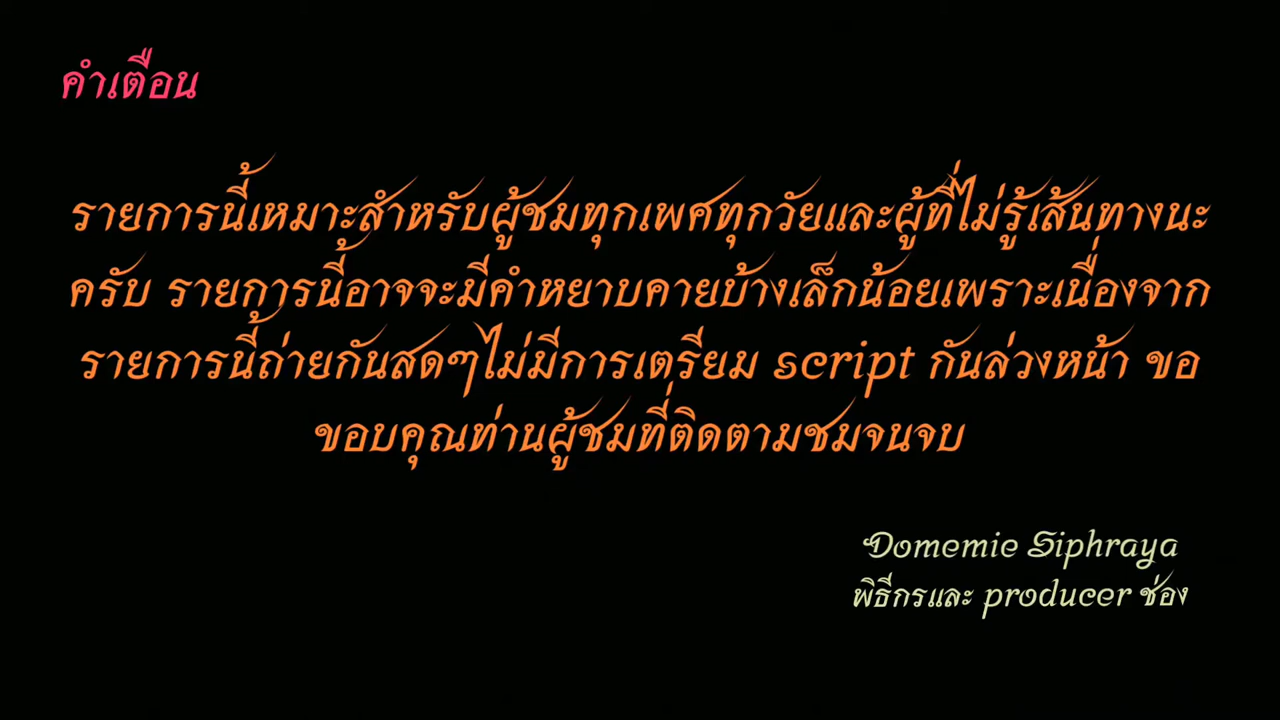 คำเตือน
รายการนี้เหมาะสำหรับผู้ชมทุกเพศทุกวัยและผู้ที่ไม่รู้เส้นทางนะ
ครับ รายการนี้อาจจะมีคำหยาบคายบ้างเล็กน้อยเพราะเนื่องจาก
รายการนี้ถ่ายกันสดๆไม่มีการเตรียม script กันล่วงหน้า ขอ
ขอบคุณท่านผู้ชมที่ติดตามชมจนจบ
Domemie Siphraya
พิธีกรและ producer ช่อง